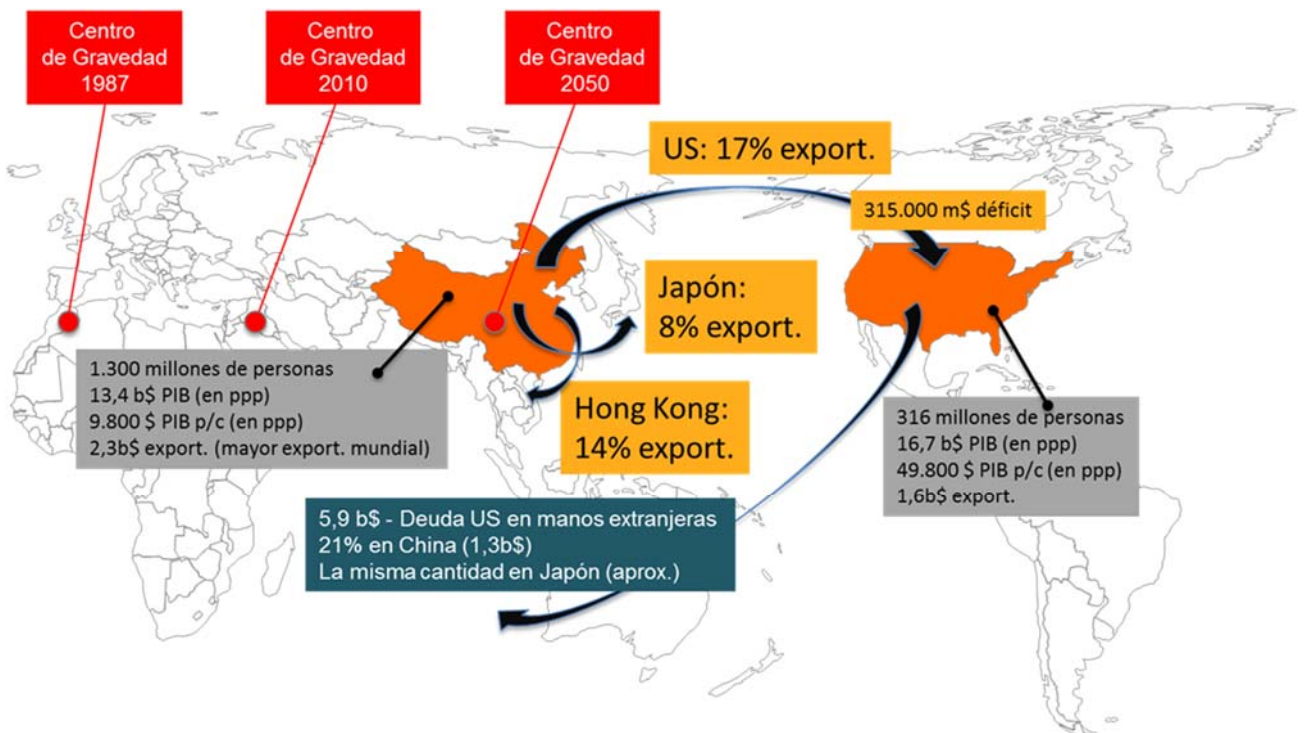 Centro
de Gravedad
1987
Centro
de Gravedad
2010
Centro
de Gravedad
2050
US: 17% export.
315.000 m$ déficit
Japón:
8% export.
1.300 millones de personas
13,4 b$ PIB (en ppp)
9.800 $ PIB p/c (en ppp)
2,3b$ export. (mayor export. mundial)
Hong Kong:
14% export.
316 millones de personas
16,7 b$ PIB (en ppp)
49.800 $ PIB p/c (en ppp)
1,6b$ export.
5,9 b$ - Deuda US en manos extranjeras
21% en China (1,3b$)
La misma cantidad en Japón (aprox.)